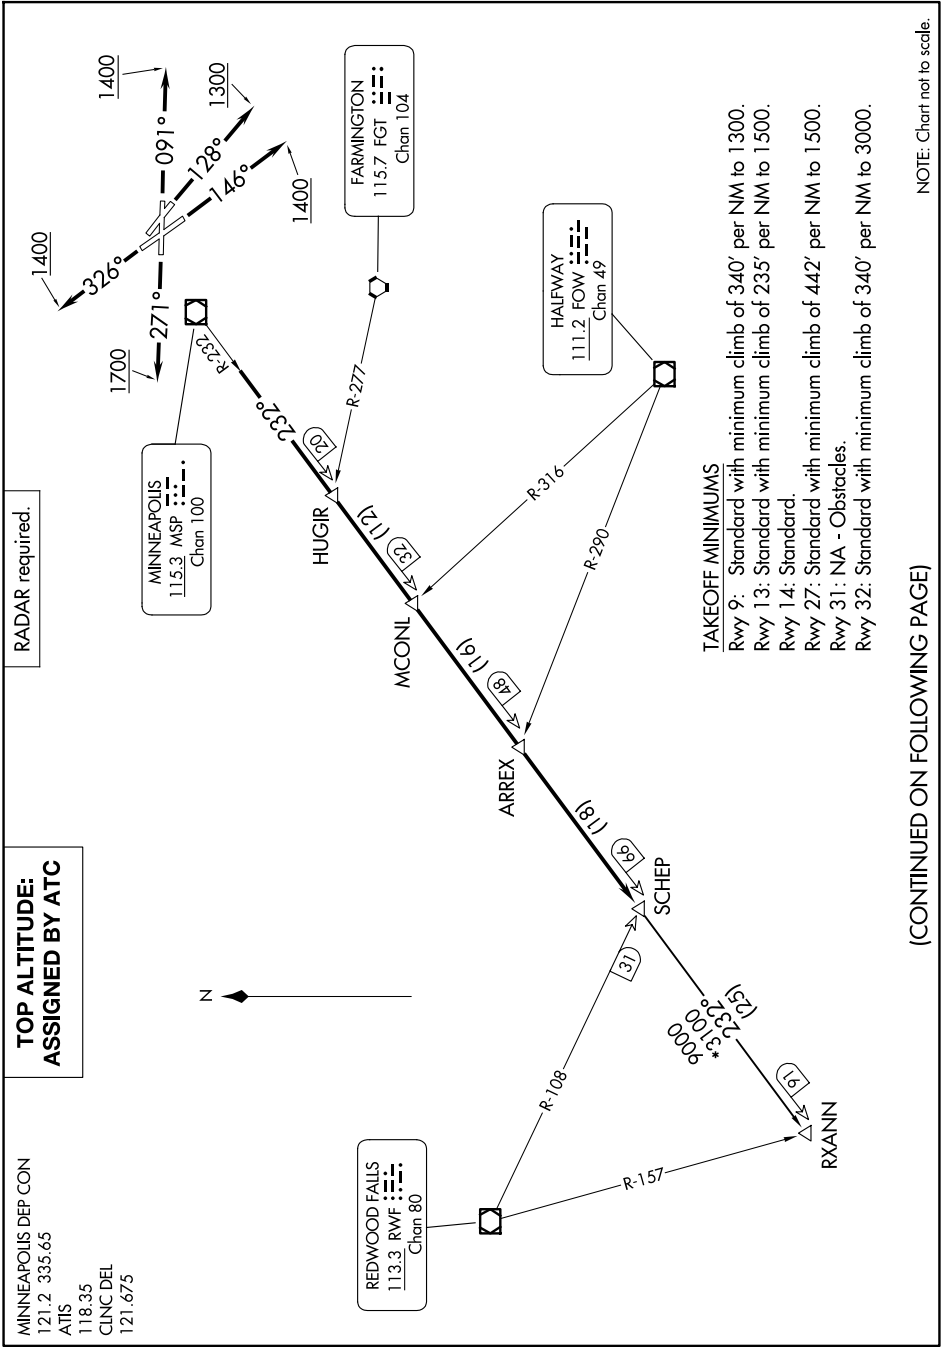 MINNEAPOLIS DEP CON
121.2 335.65
ATIS
118.35
CLNC DEL
121.675
TOP ALTITUDE:
ASSIGNED BY ATC
RADAR required.
N
1400
326°
1400
091°
271°
1700
128°
1300
146°
1400
MINNEAPOLIS
115.3 MSP
Chan 100
R-232
232°
FARMINGTON
115.7 FGT
Chan 104
R-277
20
HUGIR
(12)
32
MCONL
(16)
48
ARREX
(18)
66
SCHEP
HALFWAY
111.2 FOW
Chan 49
R-316
R-290
REDWOOD FALLS
113.3 RWF
Chan 80
R-108
31
R-157
9000
*3100
232°
(25)
91
RXANN
TAKEOFF MINIMUMS
Rwy 9: Standard with minimum climb of 340' per NM to 1300.
Rwy 13: Standard with minimum climb of 235' per NM to 1500.
Rwy 14: Standard.
Rwy 27: Standard with minimum climb of 442' per NM to 1500.
Rwy 31: NA - Obstacles.
Rwy 32: Standard with minimum climb of 340' per NM to 3000.
(CONTINUED ON FOLLOWING PAGE)
NOTE: Chart not to scale.